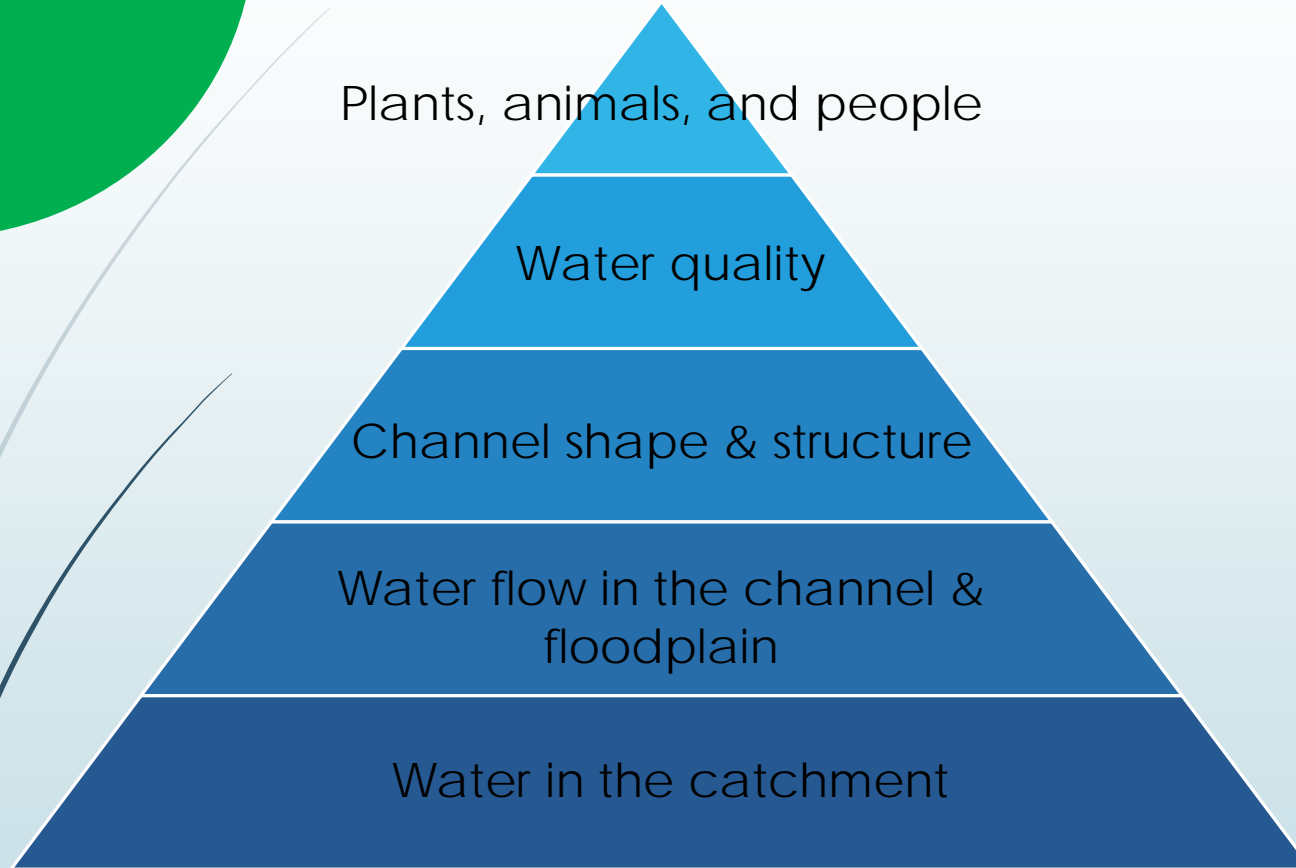 Plants, animals, and people
Water quality
Channel shape & structure
Water flow in the channel &
floodplain
Water in the catchment